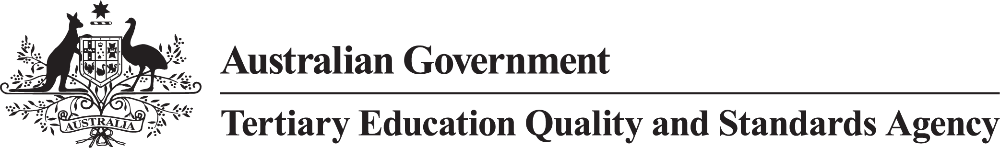 Australian Government
Tertiary Education Quality and Standards Agency
AUSTRALIA